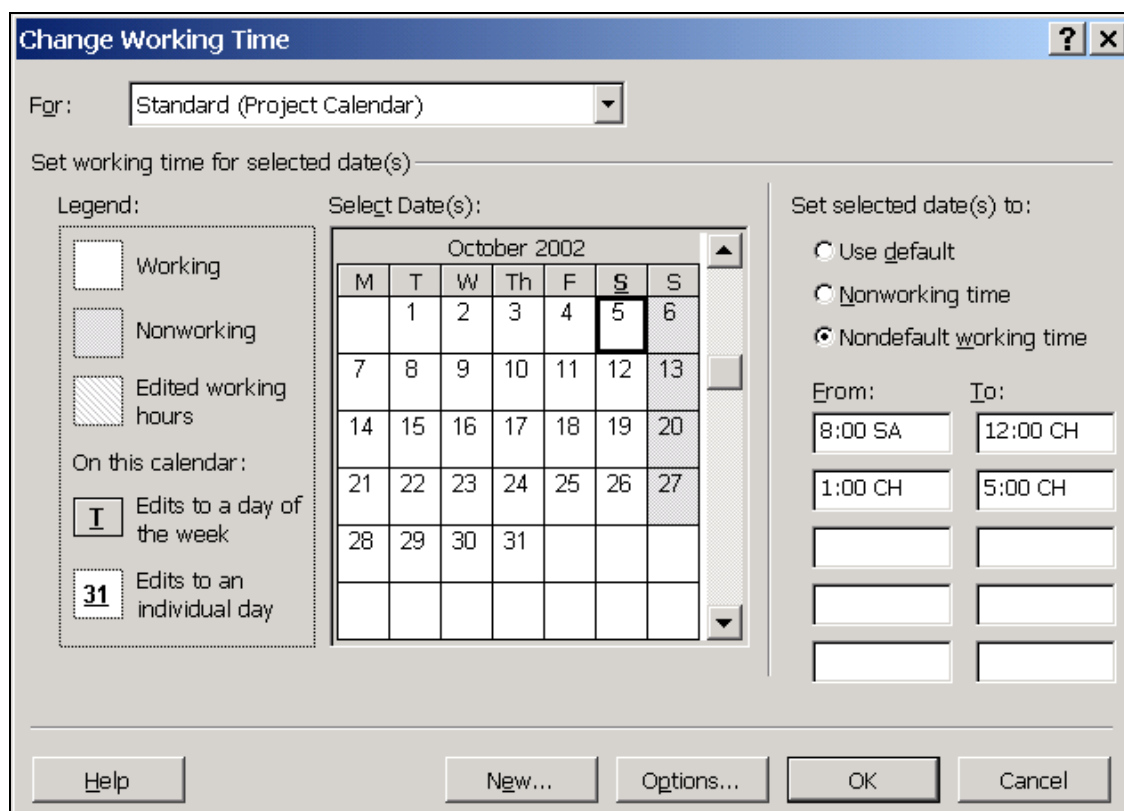 Change Working Time
For: Standard (Project Calendar)
Set working time for selected date(s)
Legend:
Working
Nonworking
Edited working
hours
On this calendar:
T Edits to a day of
the week
31 Edits to an
individual day
Select Date(s):
October 2002
M T W Th F S S
1 2 3 4 5 6
7 8 9 10 11 12 13
14 15 16 17 18 19 20
21 22 23 24 25 26 27
28 29 30 31
Set selected date(s) to:
Use default
Nonworking time
Nondefault working time
From: To:
8:00 SA 12:00 CH
1:00 CH 5:00 CH
Help New... Options... OK Cancel